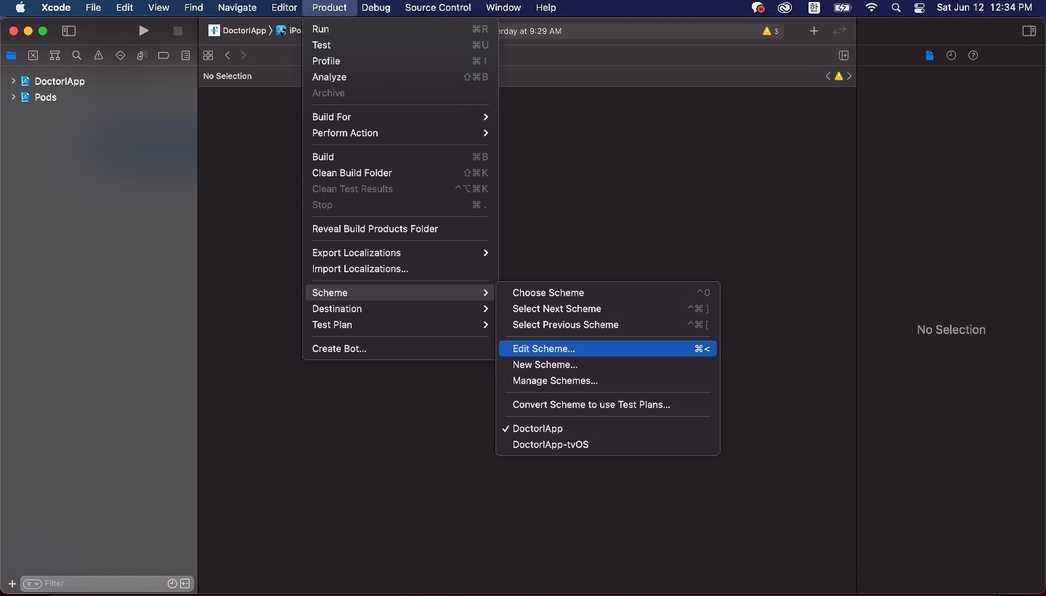 Xcode File Edit View Find Navigate Editor Product Debug Source Control Window Help Sat Jun 12 12:34 PM
DoctorIApp iPo
erday at 9:29 AM 3
No Selection
DoctorIApp
Pods
Run ⌘R
Test ⌘U
Profile ⌘I
Analyze ⇧⌘B
Archive
Build For
Perform Action
Build ⌘B
Clean Build Folder ⇧⌘K
Clean Test Results ^⌥⌘K
Stop ⌘.
Reveal Build Products Folder
Export Localizations
Import Localizations...
Scheme
Destination
Test Plan
Create Bot...
Choose Scheme ^0
Select Next Scheme ^⌘]
Select Previous Scheme ^⌘[
Edit Scheme... ⌘<
New Scheme...
Manage Schemes...
Convert Scheme to use Test Plans...
DoctorIApp
DoctorIApp-tvOS
No Selection
Filter